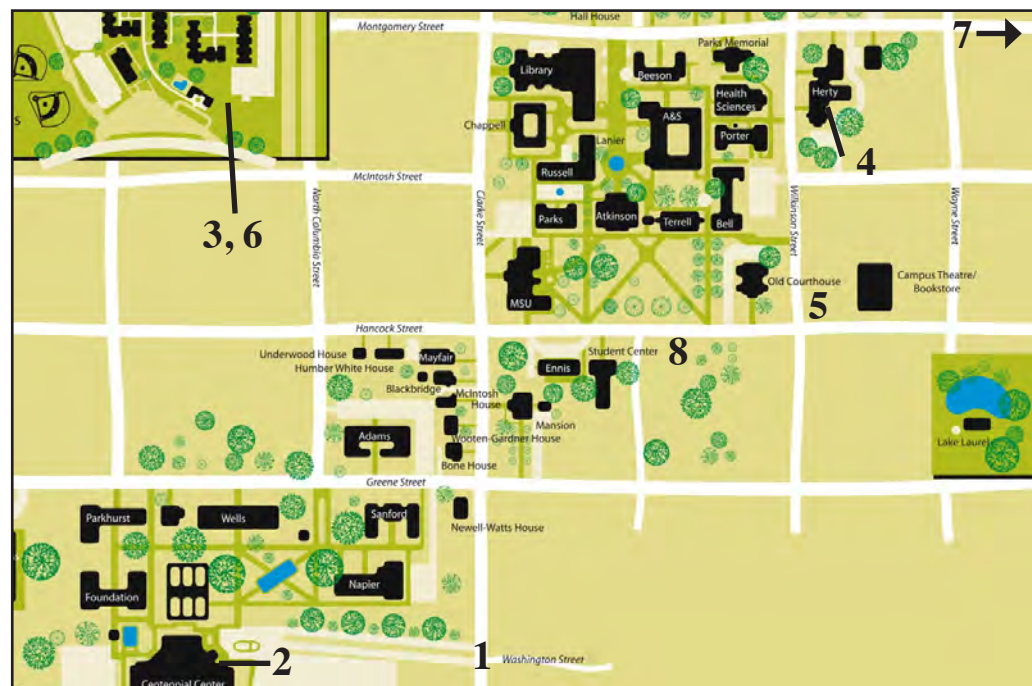 Hall House
Montgomery Street
7
Parks Memorial
Library
Beeson
Health
Sciences
Herty
S
Chappell
A&S
Porter
Lanier
4
McIntosh Street
Russell
3, 6
North Columbia Street
Clarke Street
Wilkinson Street
Wayne Street
Parks
Atkinson
Terrell
Bell
Old Courthouse
Campus Theatre/
Bookstore
MSU
5
Hancock Street
8
Underwood House
Mayfair
Student Center
Humber White House
Ennis
Blackbridge
McIntosh
House
Mansion
Adams
Wooten-Gardner House
Lake Laurel
Bone House
Greene Street
Parkhurst
Wells
Sanford
Newell-Watts House
Foundation
Napier
1
2
Washington Street
Centennial Center